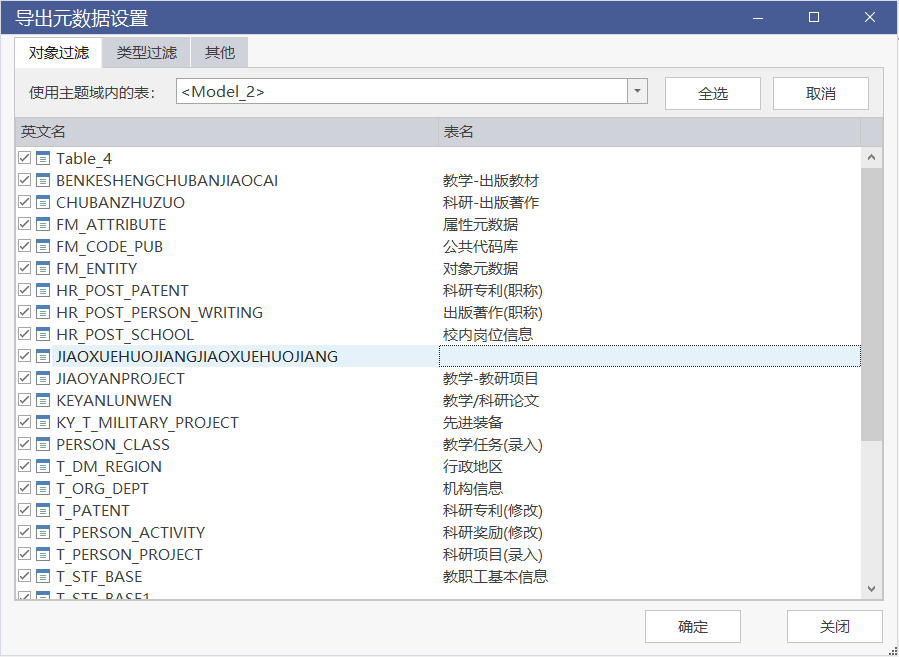 导出元数据设置
对象过滤 类型过滤 其他
使用主题域内的表: <Model_2> 全选 取消
英文名 表名
Table_4
BENKESHENGCHUBANJIAOCAI 教学-出版教材
CHUBANZHUZUO 科研-出版著作
FM_ATTRIBUTE 属性元数据
FM_CODE_PUB 公共代码库
FM_ENTITY 对象元数据
HR_POST_PATENT 科研专利(职称)
HR_POST_PERSON_WRITING 出版著作(职称)
HR_POST_SCHOOL 校内岗位信息
JIAOXUEHUOJIANGJIAOXUEHUOJIANG
JIAOYANPROJECT 教学-教研项目
KEYANLUNWEN 教学/科研论文
KY_T_MILITARY_PROJECT 先进装备
PERSON_CLASS 教学任务(录入)
T_DM_REGION 行政地区
T_ORG_DEPT 机构信息
T_PATENT 科研专利(修改)
T_PERSON_ACTIVITY 科研奖励(修改)
T_PERSON_PROJECT 科研项目(录入)
T_STF_BASE 教职工基本信息
T_STF_BASE1
确定 关闭